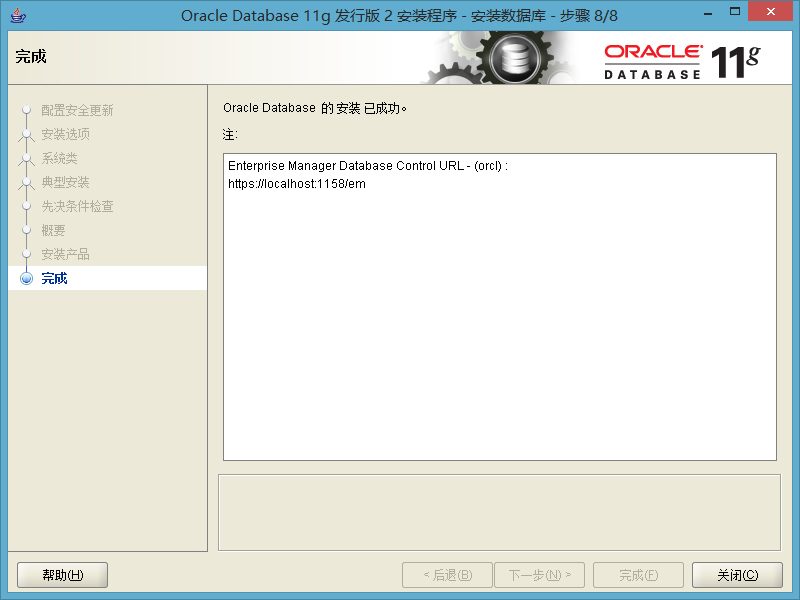 Oracle Database 11g 发行版 2 安装程序 - 安装数据库 - 步骤 8/8
完成
ORACLE
DATABASE 11g
配置安全更新
安装选项
系统类
典型安装
先决条件检查
概要
安装产品
完成
Oracle Database 的 安装 已成功。
注:
Enterprise Manager Database Control URL - (orcl) :
https://localhost:1158/em
帮助(H)
< 后退(B)
下一步(N) >
完成(F)
关闭(C)